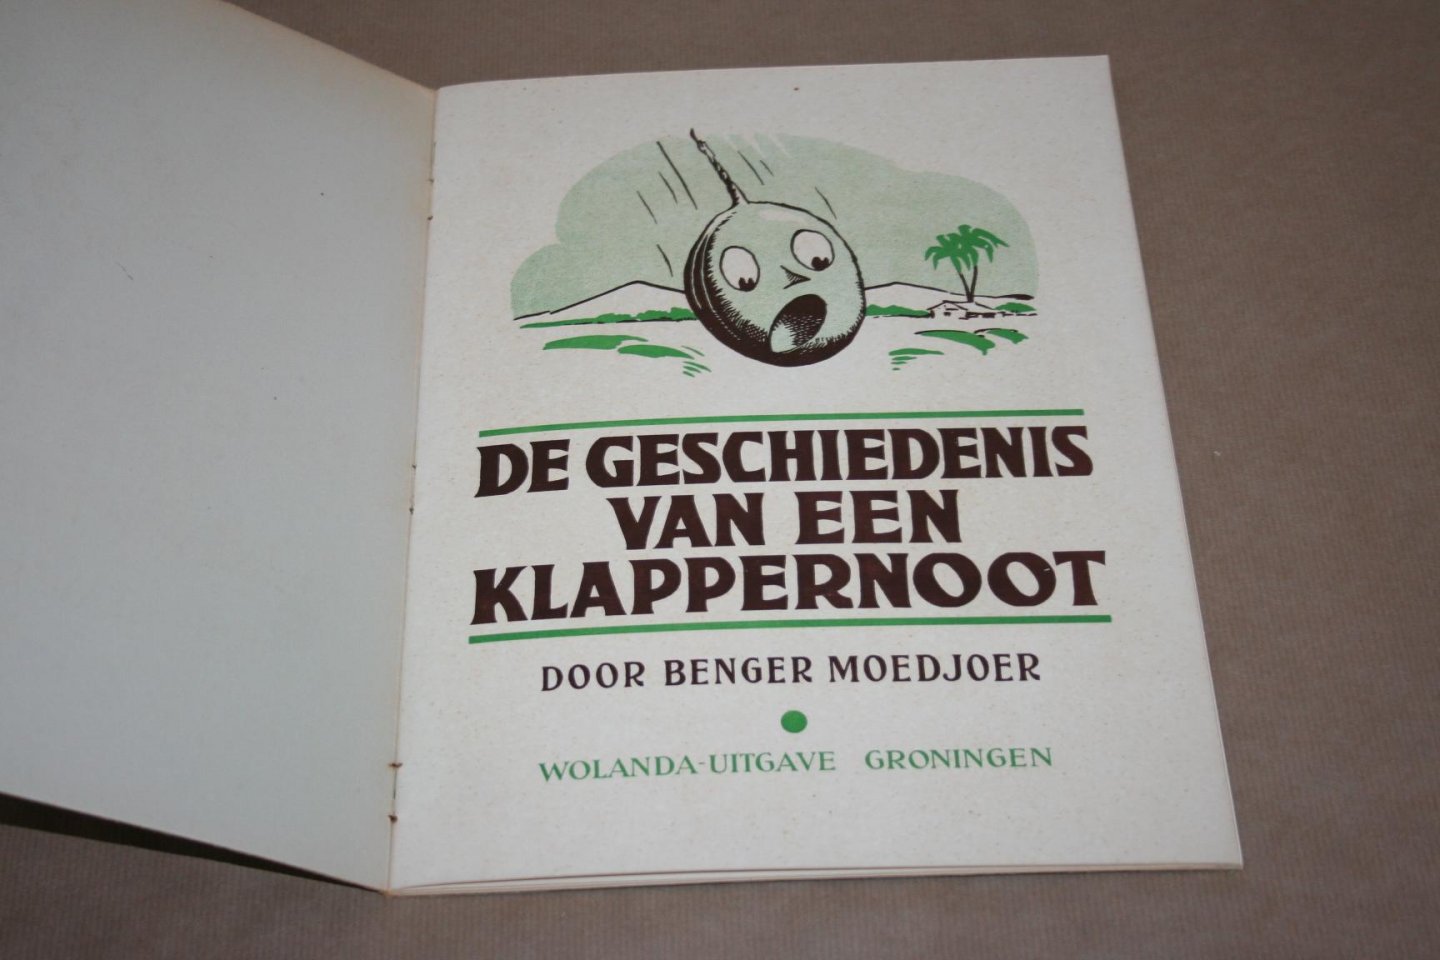 DE GESCHIEDENIS
VAN EEN
KLAPPERNOOT
DOOR BENGER MOEDJOER
WOLANDA-UITGAVE GRONINGEN